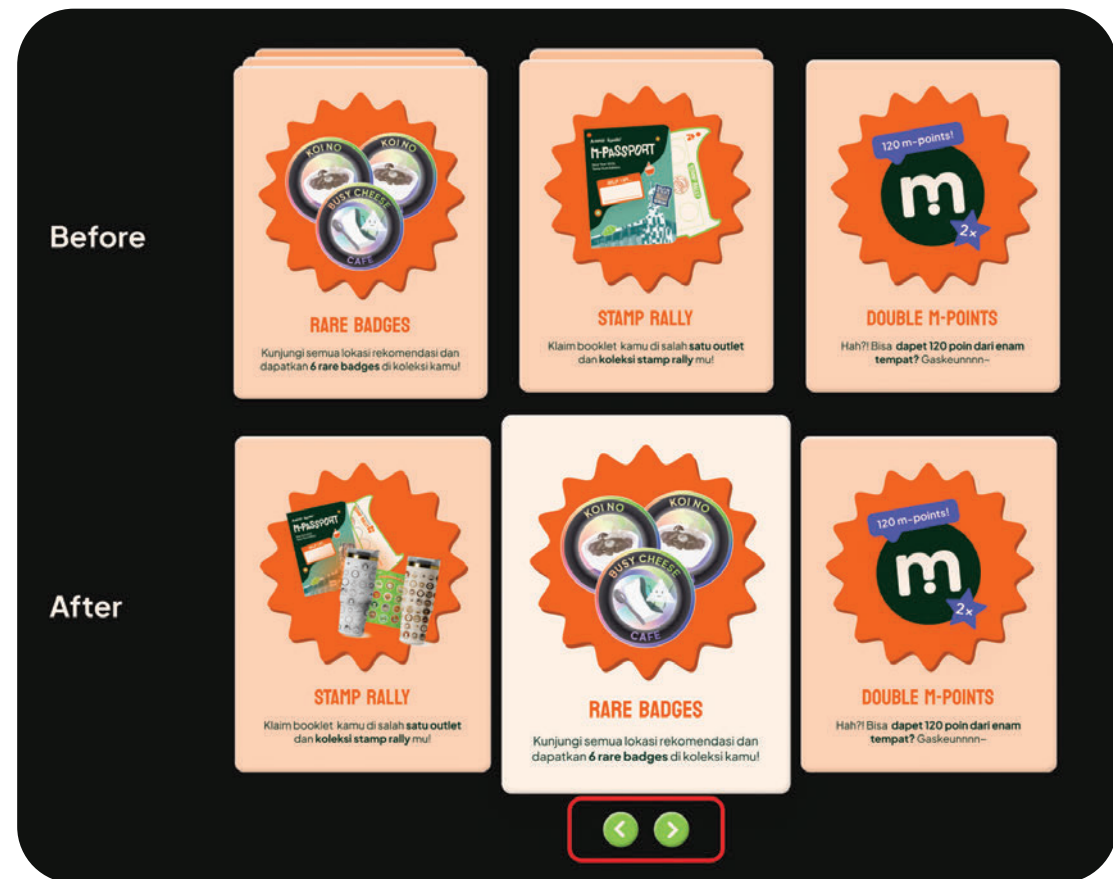 Before
KOI NO
KOI NO
BUSY CHEESE
CAFE
RARE BADGES
Kunjungi semua lokasi rekomendasi dan
dapatkan 6 rare badges di koleksi kamu!
M-PASSPORT
STAMP RALLY
Klaim booklet kamu di salah satu outlet
dan koleksi stamp rally mu!
120 m-points!
m
2x
DOUBLE M-POINTS
Hah?! Bisa dapet 120 poin dari enam
tempat? Gaskeunnnn~
After
M-PASSPORT
STAMP RALLY
Klaim booklet kamu di salah satu outlet
dan koleksi stamp rally mu!
KOI NO
KOI NO
BUSY CHEESE
CAFE
RARE BADGES
Kunjungi semua lokasi rekomendasi dan
dapatkan 6 rare badges di koleksi kamu!
120 m-points!
m
2x
DOUBLE M-POINTS
Hah?! Bisa dapet 120 poin dari enam
tempat? Gaskeunnnn~